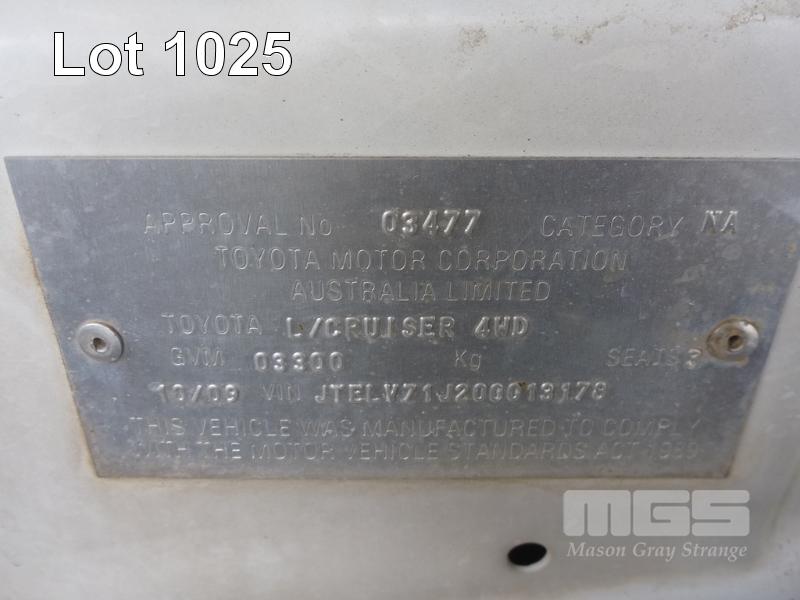 Lot 1025
APPROVAL No 03477 CATEGORY NA
TOYOTA MOTOR CORPORATION
AUSTRALIA LIMITED
TOYOTA L/CRUISER 4WD
GVM 03300 Kg SEATS 3
10/09 VIN
THIS VEHICLE WAS MANUFACTURED TO COMPLY
WITH THE MOTOR VEHICLE STANDARDS ACT 1989
MGS
Mason Gray Strange